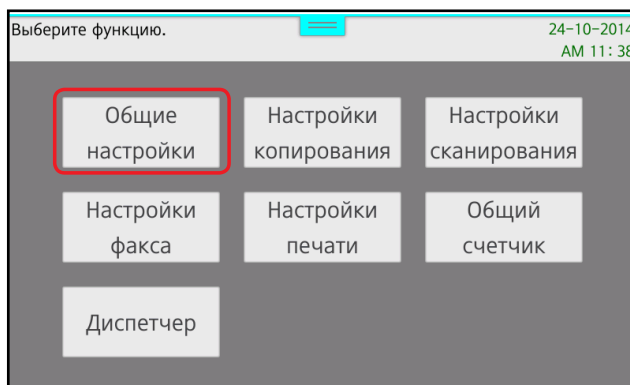 Выберите функцию.
24-10-2014
AM 11:38
Общие
настройки
Настройки
копирования
Настройки
сканирования
Настройки
факса
Настройки
печати
Общий
счетчик
Диспетчер